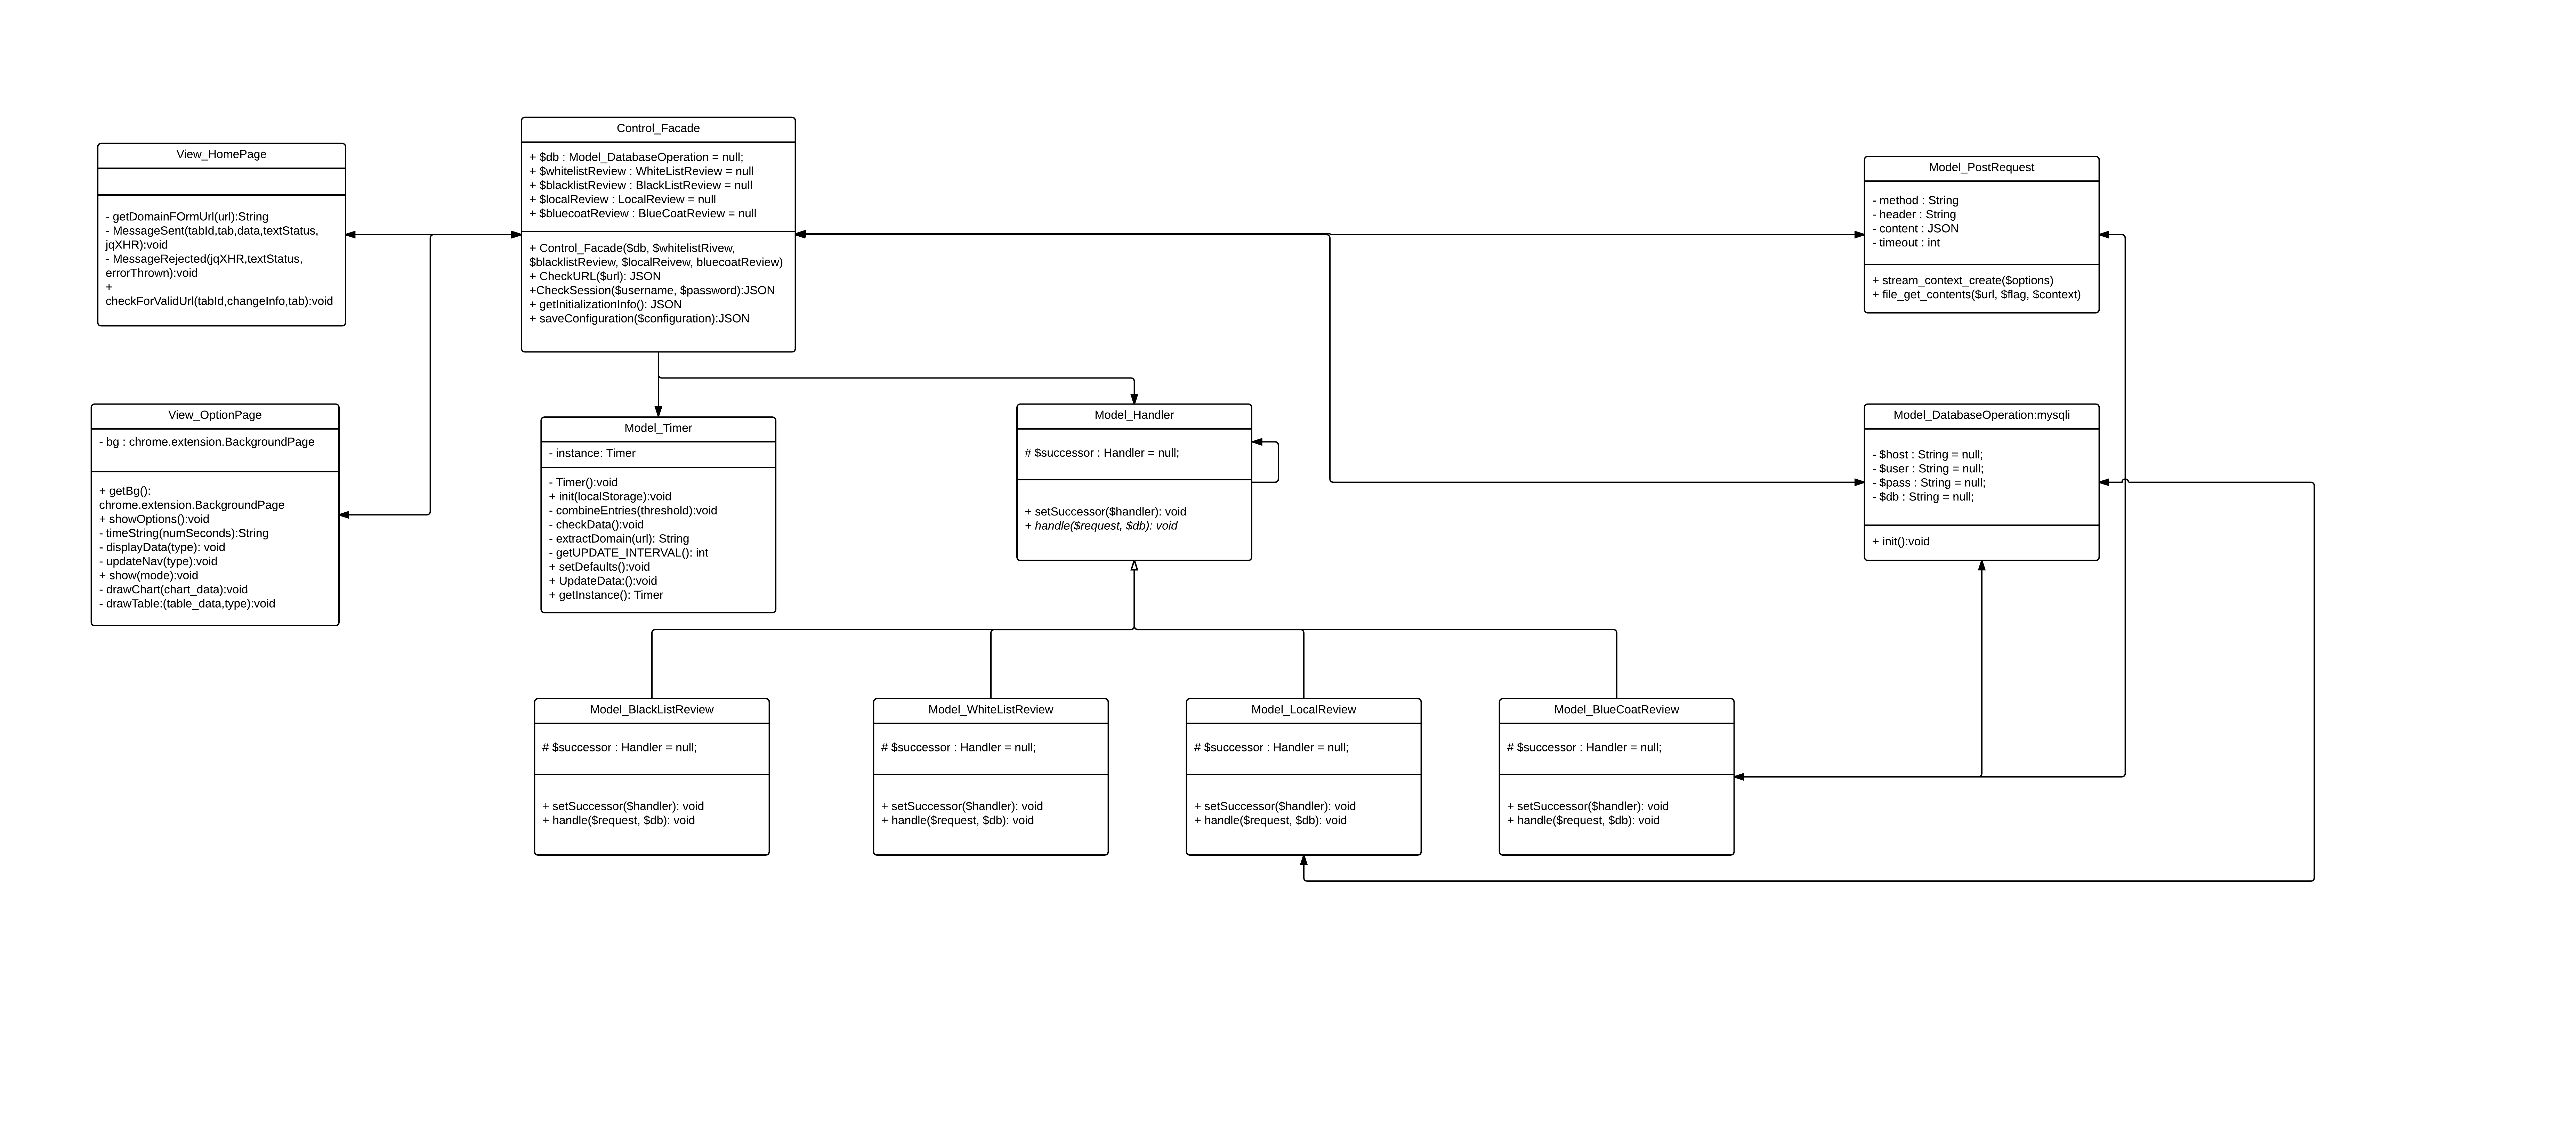 View_HomePage
- getDomainFOrmUrl(url):String
- MessageSent(tabId,tab,data,textStatus,
jqXHR):void
- MessageRejected(jqXHR,textStatus,
errorThrown):void
+
checkForValidUrl(tabId,changeInfo,tab):void
Control_Facade
+ $db : Model_DatabaseOperation = null;
+ $whitelistReview : WhiteListReview = null
+ $blacklistReview : BlackListReview = null
+ $localReview : LocalReview = null
+ $bluecoatReview : BlueCoatReview = null
+ Control_Facade($db, $whitelistRivew,
$blacklistReview, $localReivew, bluecoatReview)
+ CheckURL($url): JSON
+CheckSession($username, $password):JSON
+ getInitializationInfo(): JSON
+ saveConfiguration($configuration):JSON
Model_PostRequest
- method : String
- header : String
- content : JSON
- timeout : int
+ stream_context_create($options)
+ file_get_contents($url, $flag, $context)
View_OptionPage
- bg : chrome.extension.BackgroundPage
+ getBg():
chrome.extension.BackgroundPage
+ showOptions():void
- timeString(numSeconds):String
- displayData(type): void
- updateNav(type):void
+ show(mode):void
- drawChart(chart_data):void
- drawTable:(table_data,type):void
Model_Timer
- instance: Timer
- Timer():void
+ init(localStorage):void
- combineEntries(threshold):void
- checkData():void
- extractDomain(url): String
- getUPDATE_INTERVAL(): int
+ setDefaults():void
+ UpdateData:():void
+ getInstance(): Timer
Model_Handler
# $successor : Handler = null;
+ setSuccessor($handler): void
+ handle($request, $db): void
Model_DatabaseOperation:mysqli
- $host : String = null;
- $user : String = null;
- $pass : String = null;
- $db : String = null;
+ init():void
Model_BlackListReview
# $successor : Handler = null;
+ setSuccessor($handler): void
+ handle($request, $db): void
Model_WhiteListReview
# $successor : Handler = null;
+ setSuccessor($handler): void
+ handle($request, $db): void
Model_LocalReview
# $successor : Handler = null;
+ setSuccessor($handler): void
+ handle($request, $db): void
Model_BlueCoatReview
# $successor : Handler = null;
+ setSuccessor($handler): void
+ handle($request, $db): void